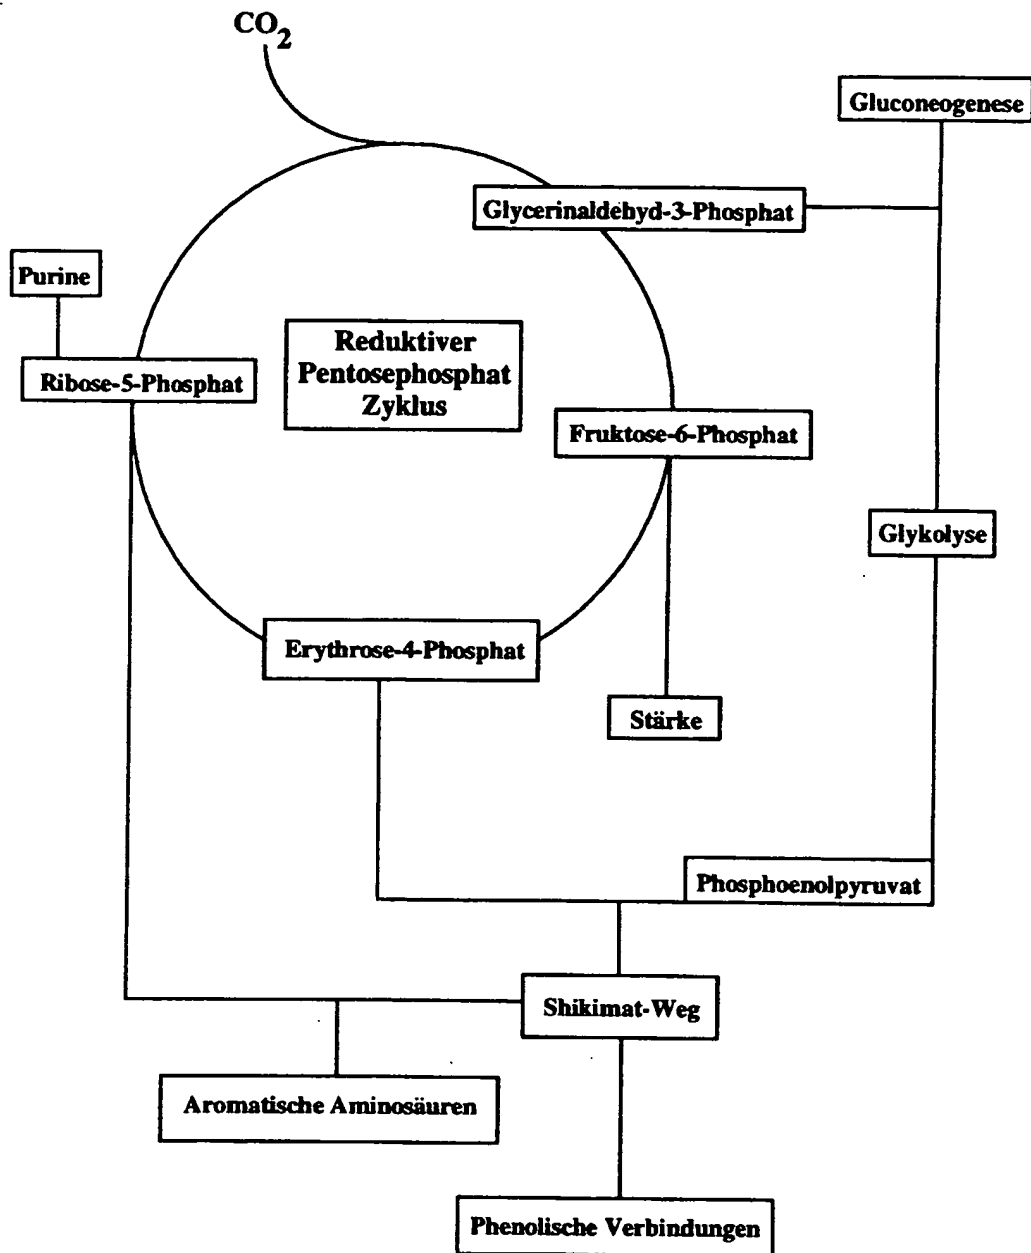 CO2
Gluconeogenese
Glycerinaldehyd-3-Phosphat
Purine
Reduktiver
Pentosephosphat
Zyklus
Ribose-5-Phosphat
Fruktose-6-Phosphat
Glykolyse
Erythrose-4-Phosphat
Stärke
Phosphoenolpyruvat
Shikimat-Weg
Aromatische Aminosäuren
Phenolische Verbindungen